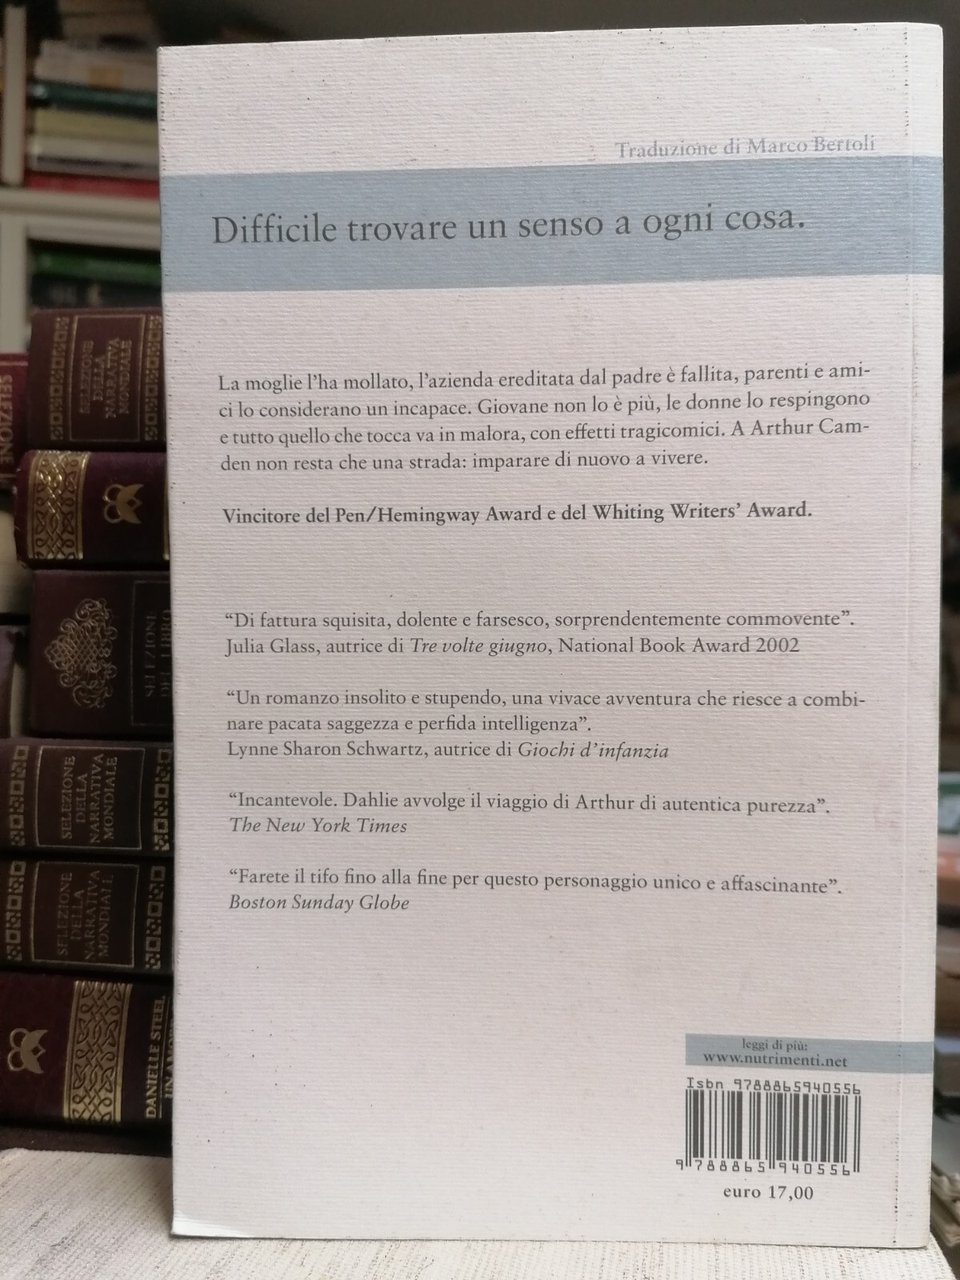 Traduzione di Marco Bertoli
Difficile trovare un senso a ogni cosa.
La moglie l'ha mollato, l'azienda ereditata dal padre è fallita, parenti e ami-
ci lo considerano un incapace. Giovane non lo è più, le donne lo respingono
e tutto quello che tocca va in malora, con effetti tragicomici. A Arthur Cam-
den non resta che una strada: imparare di nuovo a vivere.
Vincitore del Pen/Hemingway Award e del Whiting Writers' Award.
“Di fattura squisita, dolente e farsesco, sorprendentemente commovente”.
Julia Glass, autrice di Tre volte giugno, National Book Award 2002
“Un romanzo insolito e stupendo, una vivace avventura che riesce a combi-
nare pacata saggezza e perfida intelligenza”.
Lynne Sharon Schwartz, autrice di Giochi d'infanzia
“Incantevole. Dahlie avvolge il viaggio di Arthur di autentica purezza”.
The New York Times
“Farete il tifo fino alla fine per questo personaggio unico e affascinante”.
Boston Sunday Globe
leggi di più:
www.nutrimenti.net
Isbn 9788865940556
9 788865 940556
euro 17,00
SELEZIONE
DELLA
NARRATIVA
MONDIALE
SELEZIONE
DEL LIBRO
SELEZIONE
DELLA
NARRATIVA
MONDIALE
SELEZIONE
DELLA
NARRATIVA
MONDIALE
DANIELLE STEEL